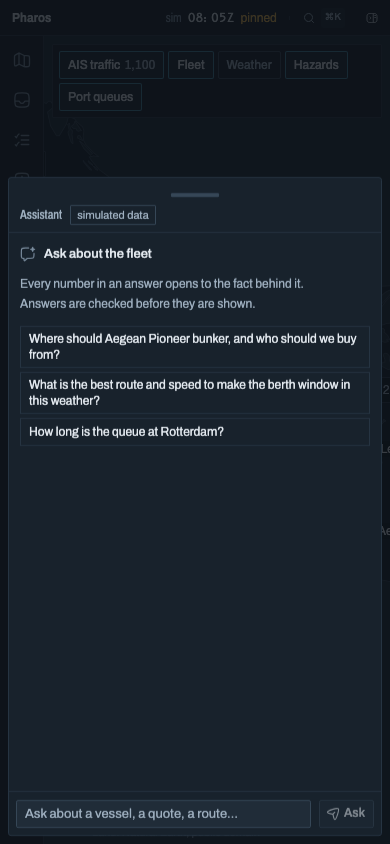 Pharos
sim 08:05Z pinned
⌘K
AIS traffic 1,100
Fleet
Weather
Hazards
Port queues
Assistant
simulated data
Ask about the fleet
Every number in an answer opens to the fact behind it.
Answers are checked before they are shown.
Where should Aegean Pioneer bunker, and who should we buy
from?
What is the best route and speed to make the berth window in
this weather?
How long is the queue at Rotterdam?
Ask about a vessel, a quote, a route...
Ask